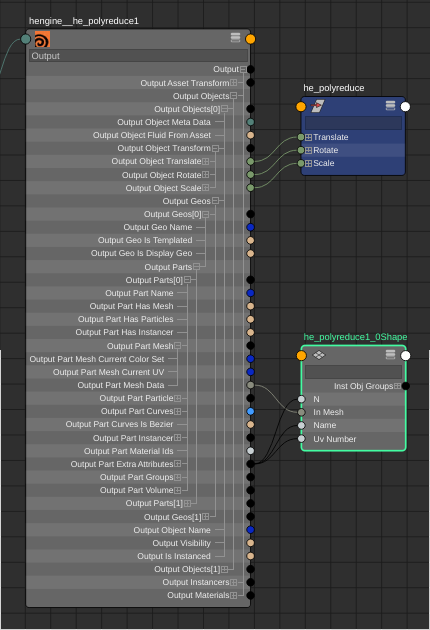 hengine__he_polyreduce1
Output
Output
Output Asset Transform
Output Objects
Output Objects[0]
Output Object Meta Data
Output Object Fluid From Asset
Output Object Transform
Output Object Translate
Output Object Rotate
Output Object Scale
Output Geos
Output Geos[0]
Output Geo Name
Output Geo Is Templated
Output Geo Is Display Geo
Output Parts
Output Parts[0]
Output Part Name
Output Part Has Mesh
Output Part Has Particles
Output Part Has Instancer
Output Part Mesh
Output Part Mesh Current Color Set
Output Part Mesh Current UV
Output Part Mesh Data
Output Part Particle
Output Part Curves
Output Part Curves Is Bezier
Output Part Instancer
Output Part Material Ids
Output Part Extra Attributes
Output Part Groups
Output Part Volume
Output Parts[1]
Output Geos[1]
Output Object Name
Output Visibility
Output Is Instanced
Output Objects[1]
Output Instancers
Output Materials
he_polyreduce
Translate
Rotate
Scale
he_polyreduce1_0Shape
Inst Obj Groups
N
In Mesh
Name
Uv Number